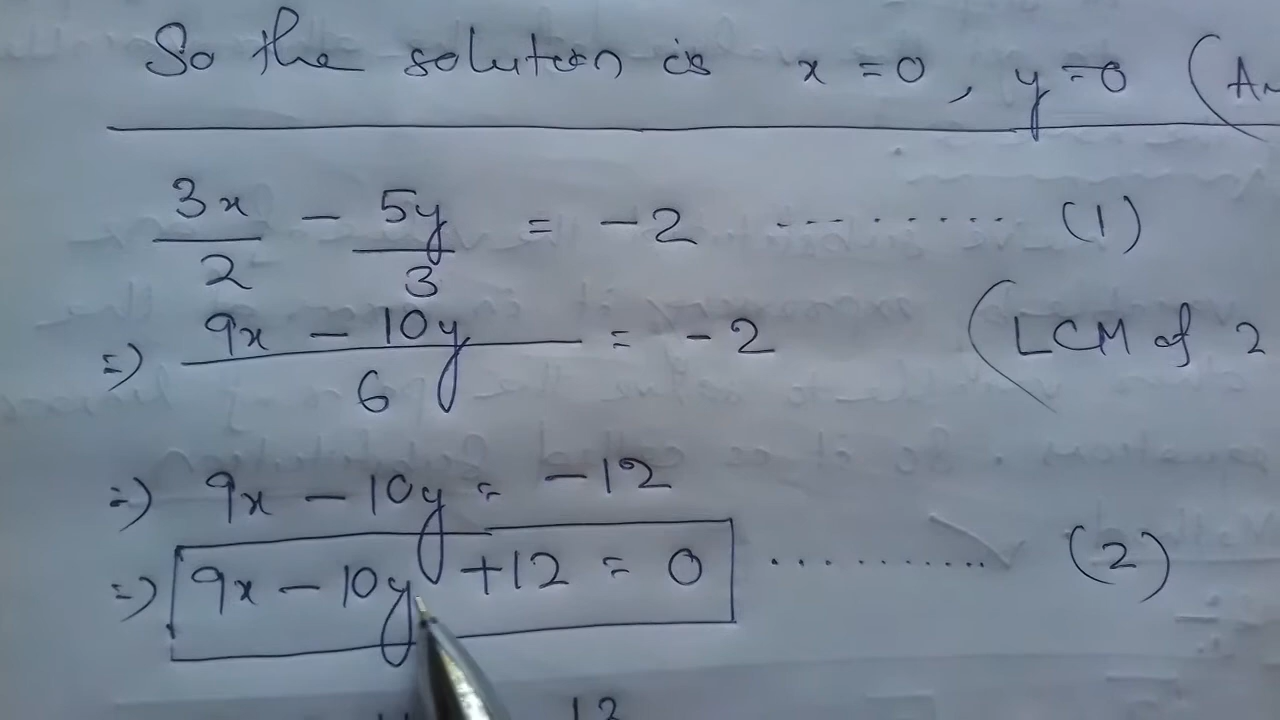 So the solution is x = 0, y = 0 (An
3x/2 - 5y/3 = -2 ......... (1)
=) 9x - 10y/6 = -2 (LCM of 2
=) 9x - 10y = -12
=) 9x - 10y + 12 = 0 .......... (2)